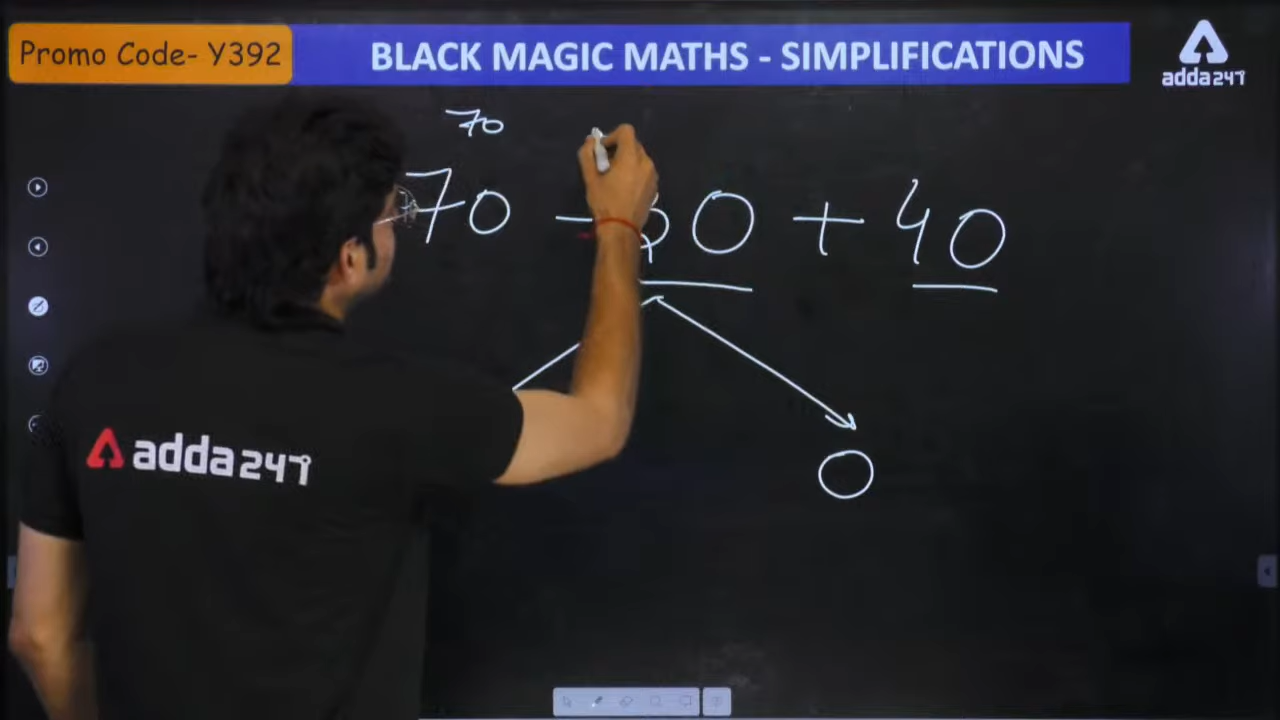 Promo Code- Y392
BLACK MAGIC MATHS - SIMPLIFICATIONS
adda247
70
70 - 0 + 40
0
adda247